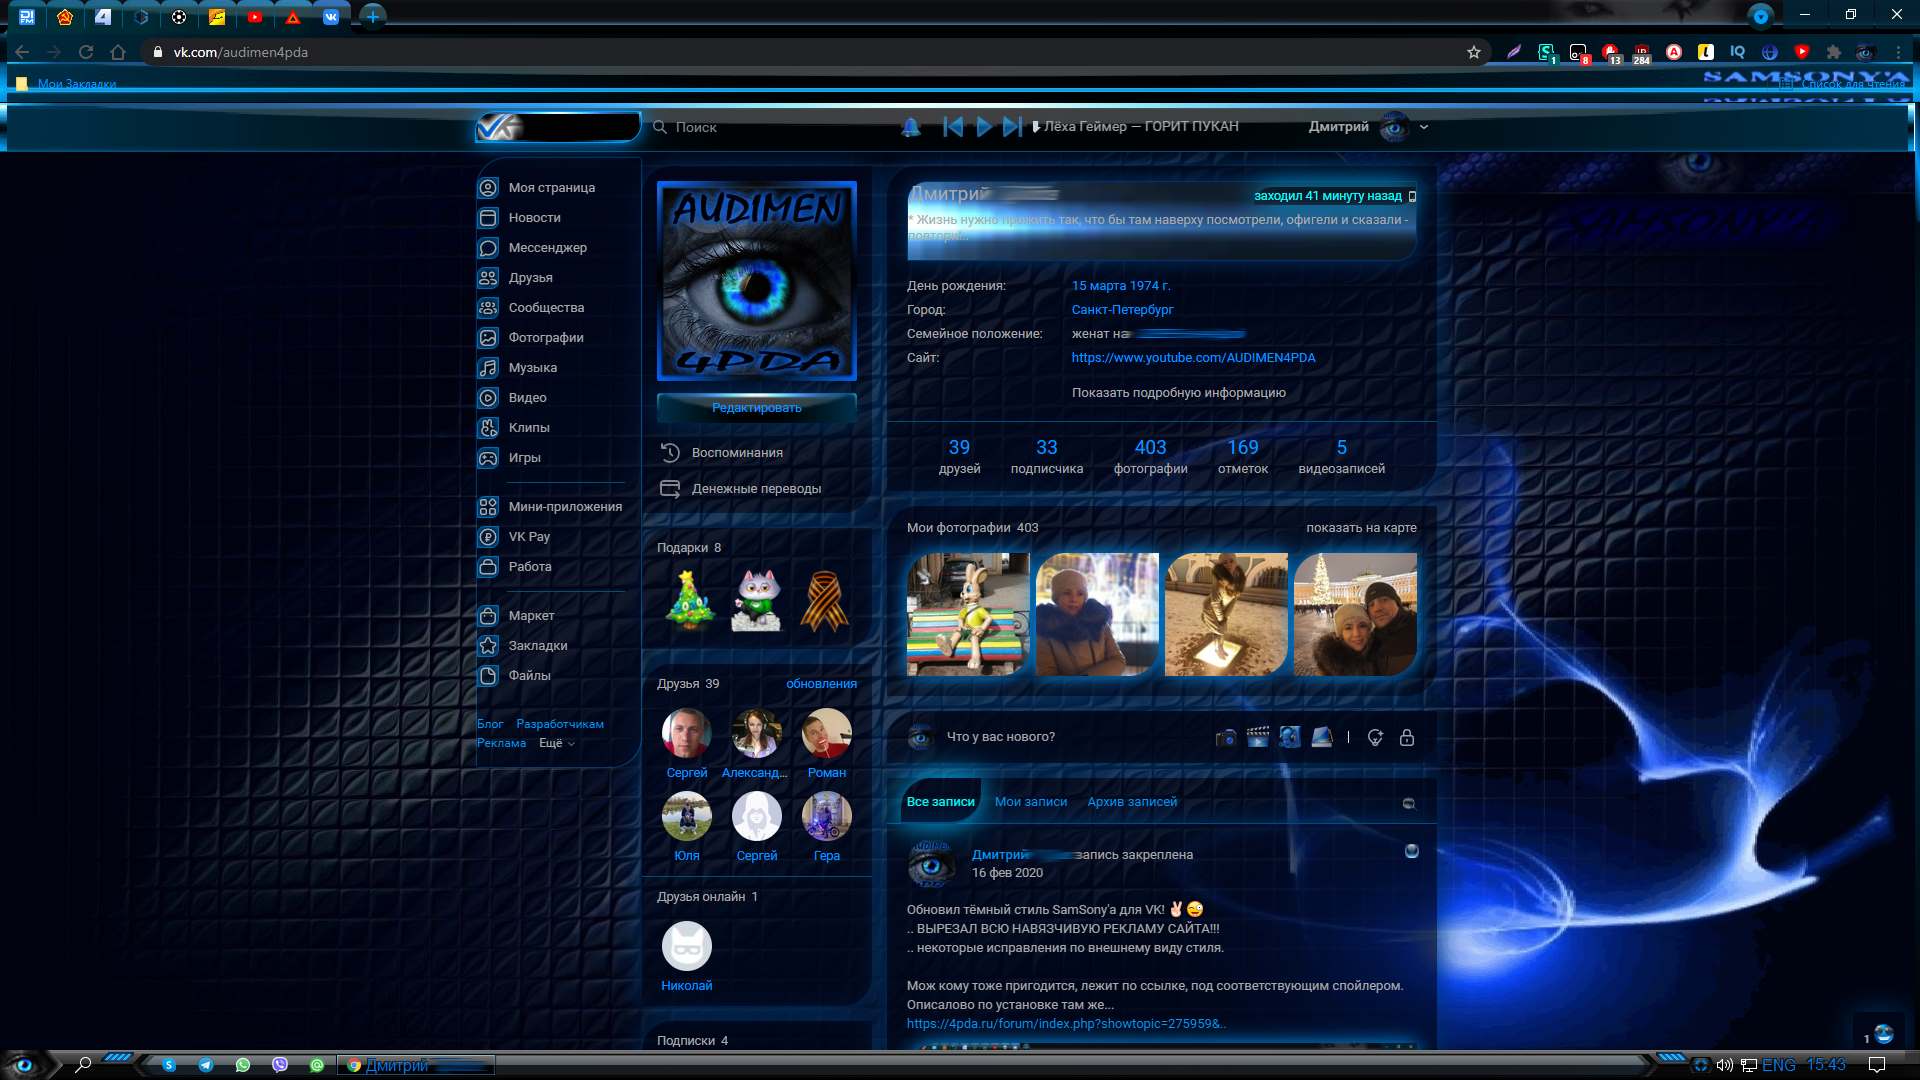 vk.com/audimen4pda
1
8
13
284
IQ
Мои Закладки
SAMSONY'A
Список для чтения
Поиск
Лёха Геймер — ГОРИТ ПУКАН
Дмитрий
Моя страница
Новости
Мессенджер
Друзья
Сообщества
Фотографии
Музыка
Видео
Клипы
Игры
Мини-приложения
VK Pay
Работа
Маркет
Закладки
Файлы
Блог Разработчикам
Реклама Ещё
AUDIMEN
4PDA
Редактировать
Воспоминания
Денежные переводы
Подарки 8
Друзья 39 обновления
Сергей Александ... Роман
Юля Сергей Гера
Друзья онлайн 1
Николай
Подписки 4
Дмитрий
заходил 41 минуту назад
* Жизнь нужно прожить так, что бы там наверху посмотрели, офигели и сказали -
повтори!..
День рождения: 15 марта 1974 г.
Город: Санкт-Петербург
Семейное положение: женат на
Сайт: https://www.youtube.com/AUDIMEN4PDA
Показать подробную информацию
39 33 403 169 5
друзей подписчика фотографии отметок видеозаписей
Мои фотографии 403 показать на карте
Что у вас нового?
Все записи Мои записи Архив записей
Дмитрий запись закреплена
16 фев 2020
Обновил тёмный стиль SamSony'a для VK! ✌😜
.. ВЫРЕЗАЛ ВСЮ НАВЯЗЧИВУЮ РЕКЛАМУ САЙТА!!!
.. некоторые исправления по внешнему виду стиля.
Мож кому тоже пригодится, лежит по ссылке, под соответствующим спойлером.
Описалово по установке там же...
https://4pda.ru/forum/index.php?showtopic=275959&..
1
Дмитрий
ENG 15:43